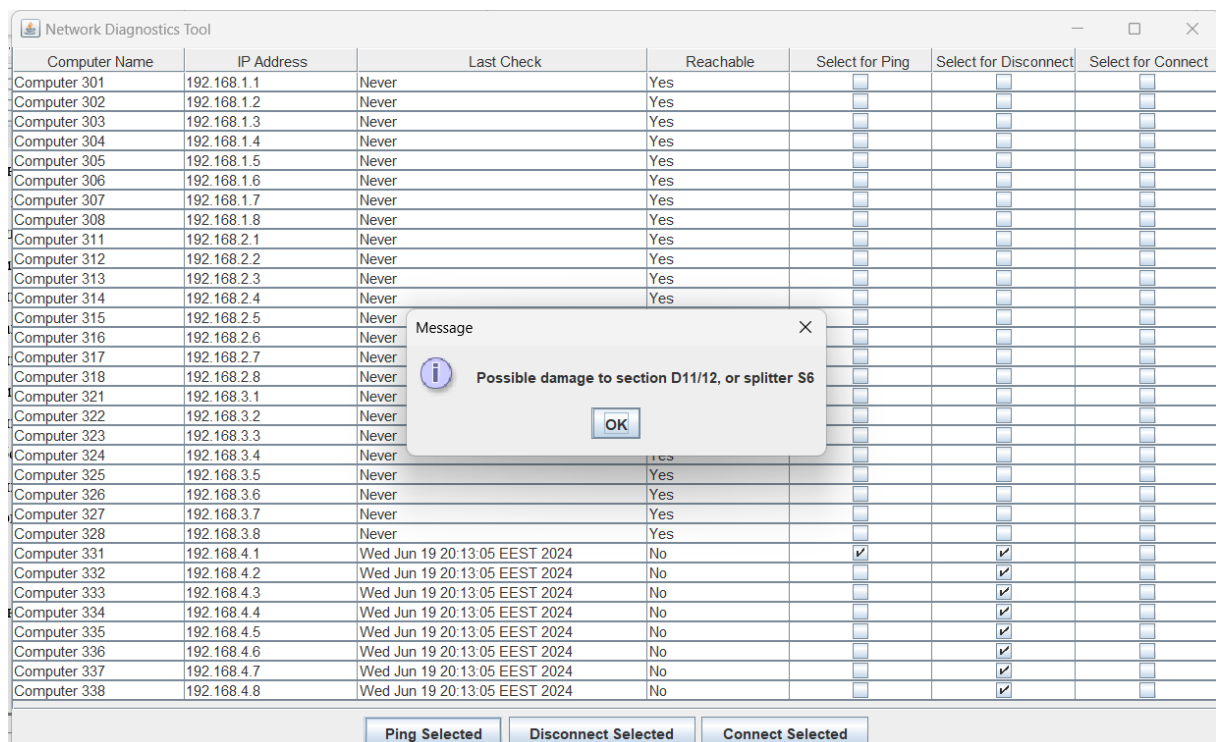 Network Diagnostics Tool
Computer Name IP Address Last Check Reachable Select for Ping Select for Disconnect Select for Connect
Computer 301 192.168.1.1 Never Yes
Computer 302 192.168.1.2 Never Yes
Computer 303 192.168.1.3 Never Yes
Computer 304 192.168.1.4 Never Yes
Computer 305 192.168.1.5 Never Yes
Computer 306 192.168.1.6 Never Yes
Computer 307 192.168.1.7 Never Yes
Computer 308 192.168.1.8 Never Yes
Computer 311 192.168.2.1 Never Yes
Computer 312 192.168.2.2 Never Yes
Computer 313 192.168.2.3 Never Yes
Computer 314 192.168.2.4 Never Yes
Computer 315 192.168.2.5 Never
Computer 316 192.168.2.6 Never
Computer 317 192.168.2.7 Never
Computer 318 192.168.2.8 Never
Computer 321 192.168.3.1 Never
Computer 322 192.168.3.2 Never
Computer 323 192.168.3.3 Never
Computer 324 192.168.3.4 Never Yes
Computer 325 192.168.3.5 Never Yes
Computer 326 192.168.3.6 Never Yes
Computer 327 192.168.3.7 Never Yes
Computer 328 192.168.3.8 Never Yes
Computer 331 192.168.4.1 Wed Jun 19 20:13:05 EEST 2024 No
Computer 332 192.168.4.2 Wed Jun 19 20:13:05 EEST 2024 No
Computer 333 192.168.4.3 Wed Jun 19 20:13:05 EEST 2024 No
Computer 334 192.168.4.4 Wed Jun 19 20:13:05 EEST 2024 No
Computer 335 192.168.4.5 Wed Jun 19 20:13:05 EEST 2024 No
Computer 336 192.168.4.6 Wed Jun 19 20:13:05 EEST 2024 No
Computer 337 192.168.4.7 Wed Jun 19 20:13:05 EEST 2024 No
Computer 338 192.168.4.8 Wed Jun 19 20:13:05 EEST 2024 No
Message
Possible damage to section D11/12, or splitter S6
OK
Ping Selected Disconnect Selected Connect Selected